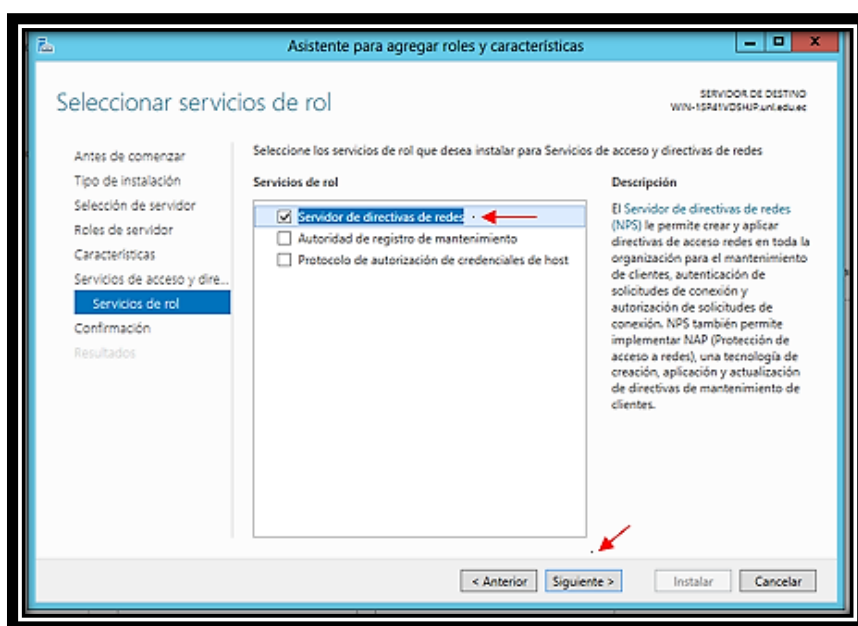 Asistente para agregar roles y características
Seleccionar servicios de rol
SERVIDOR DE DESTINO
WIN-1SP41VDSHJP.unl.edu.ec
Antes de comenzar
Tipo de instalación
Selección de servidor
Roles de servidor
Características
Servicios de acceso y dire...
Servicios de rol
Confirmación
Resultados
Seleccione los servicios de rol que desea instalar para Servicios de acceso y directivas de redes
Servicios de rol
Servidor de directivas de redes
Autoridad de registro de mantenimiento
Protocolo de autorización de credenciales de host
Descripción
El Servidor de directivas de redes
(NPS) le permite crear y aplicar
directivas de acceso redes en toda la
organización para el mantenimiento
de clientes, autenticación de
solicitudes de conexión y
autorización de solicitudes de
conexión. NPS también permite
implementar NAP (Protección de
acceso a redes), una tecnología de
creación, aplicación y actualización
de directivas de mantenimiento de
clientes.
< Anterior
Siguiente >
Instalar
Cancelar